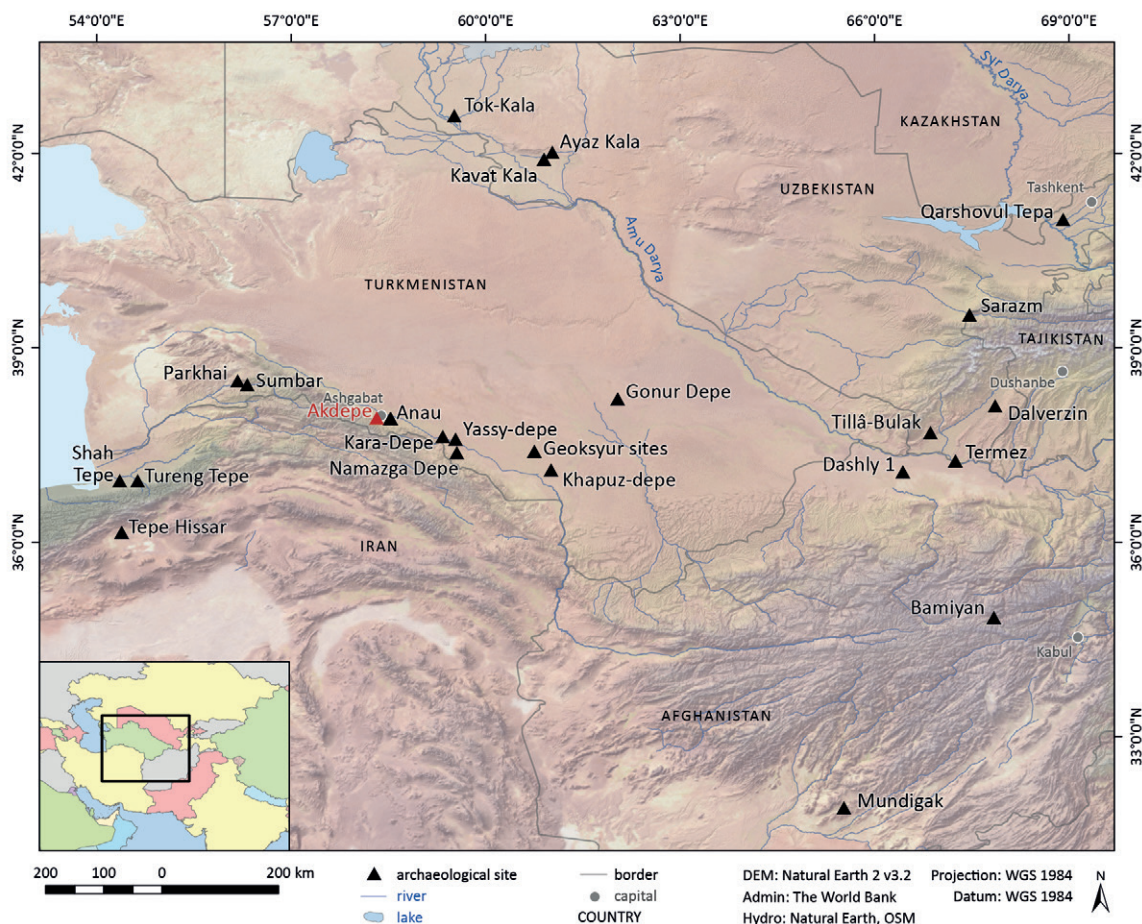 54°0'0"E 57°0'0"E 60°0'0"E 63°0'0"E 66°0'0"E 69°0'0"E
Tok-Kala
Syr Darya
KAZAKHSTAN
42°0'0"N
Ayaz Kala
42°0'0"N
Kavat Kala
UZBEKISTAN
Tashkent
Qarshovul Tepa
Amu Darya
TURKMENISTAN
Sarazm
39°0'0"N
TAJIKISTAN
39°0'0"N
Parkhai
Sumbar
Dushanbe
Ashgabat
Gonur Depe
Akdepe
Anau
Dalverzin
Yassy-depe
Tillâ-Bulak
Kara-Depe
Geoksyur sites
Termez
Shah
Tepe
Namazga Depe
Dashly 1
Tureng Tepe
Khapuz-depe
Tepe Hissar
36°0'0"N
IRAN
36°0'0"N
Bamiyan
Kabul
AFGHANISTAN
33°0'0"N
Mundigak
200 100 0 200 km
archaeological site
river
lake
border
capital
COUNTRY
DEM: Natural Earth 2 v3.2
Admin: The World Bank
Hydro: Natural Earth, OSM
Projection: WGS 1984
Datum: WGS 1984
N